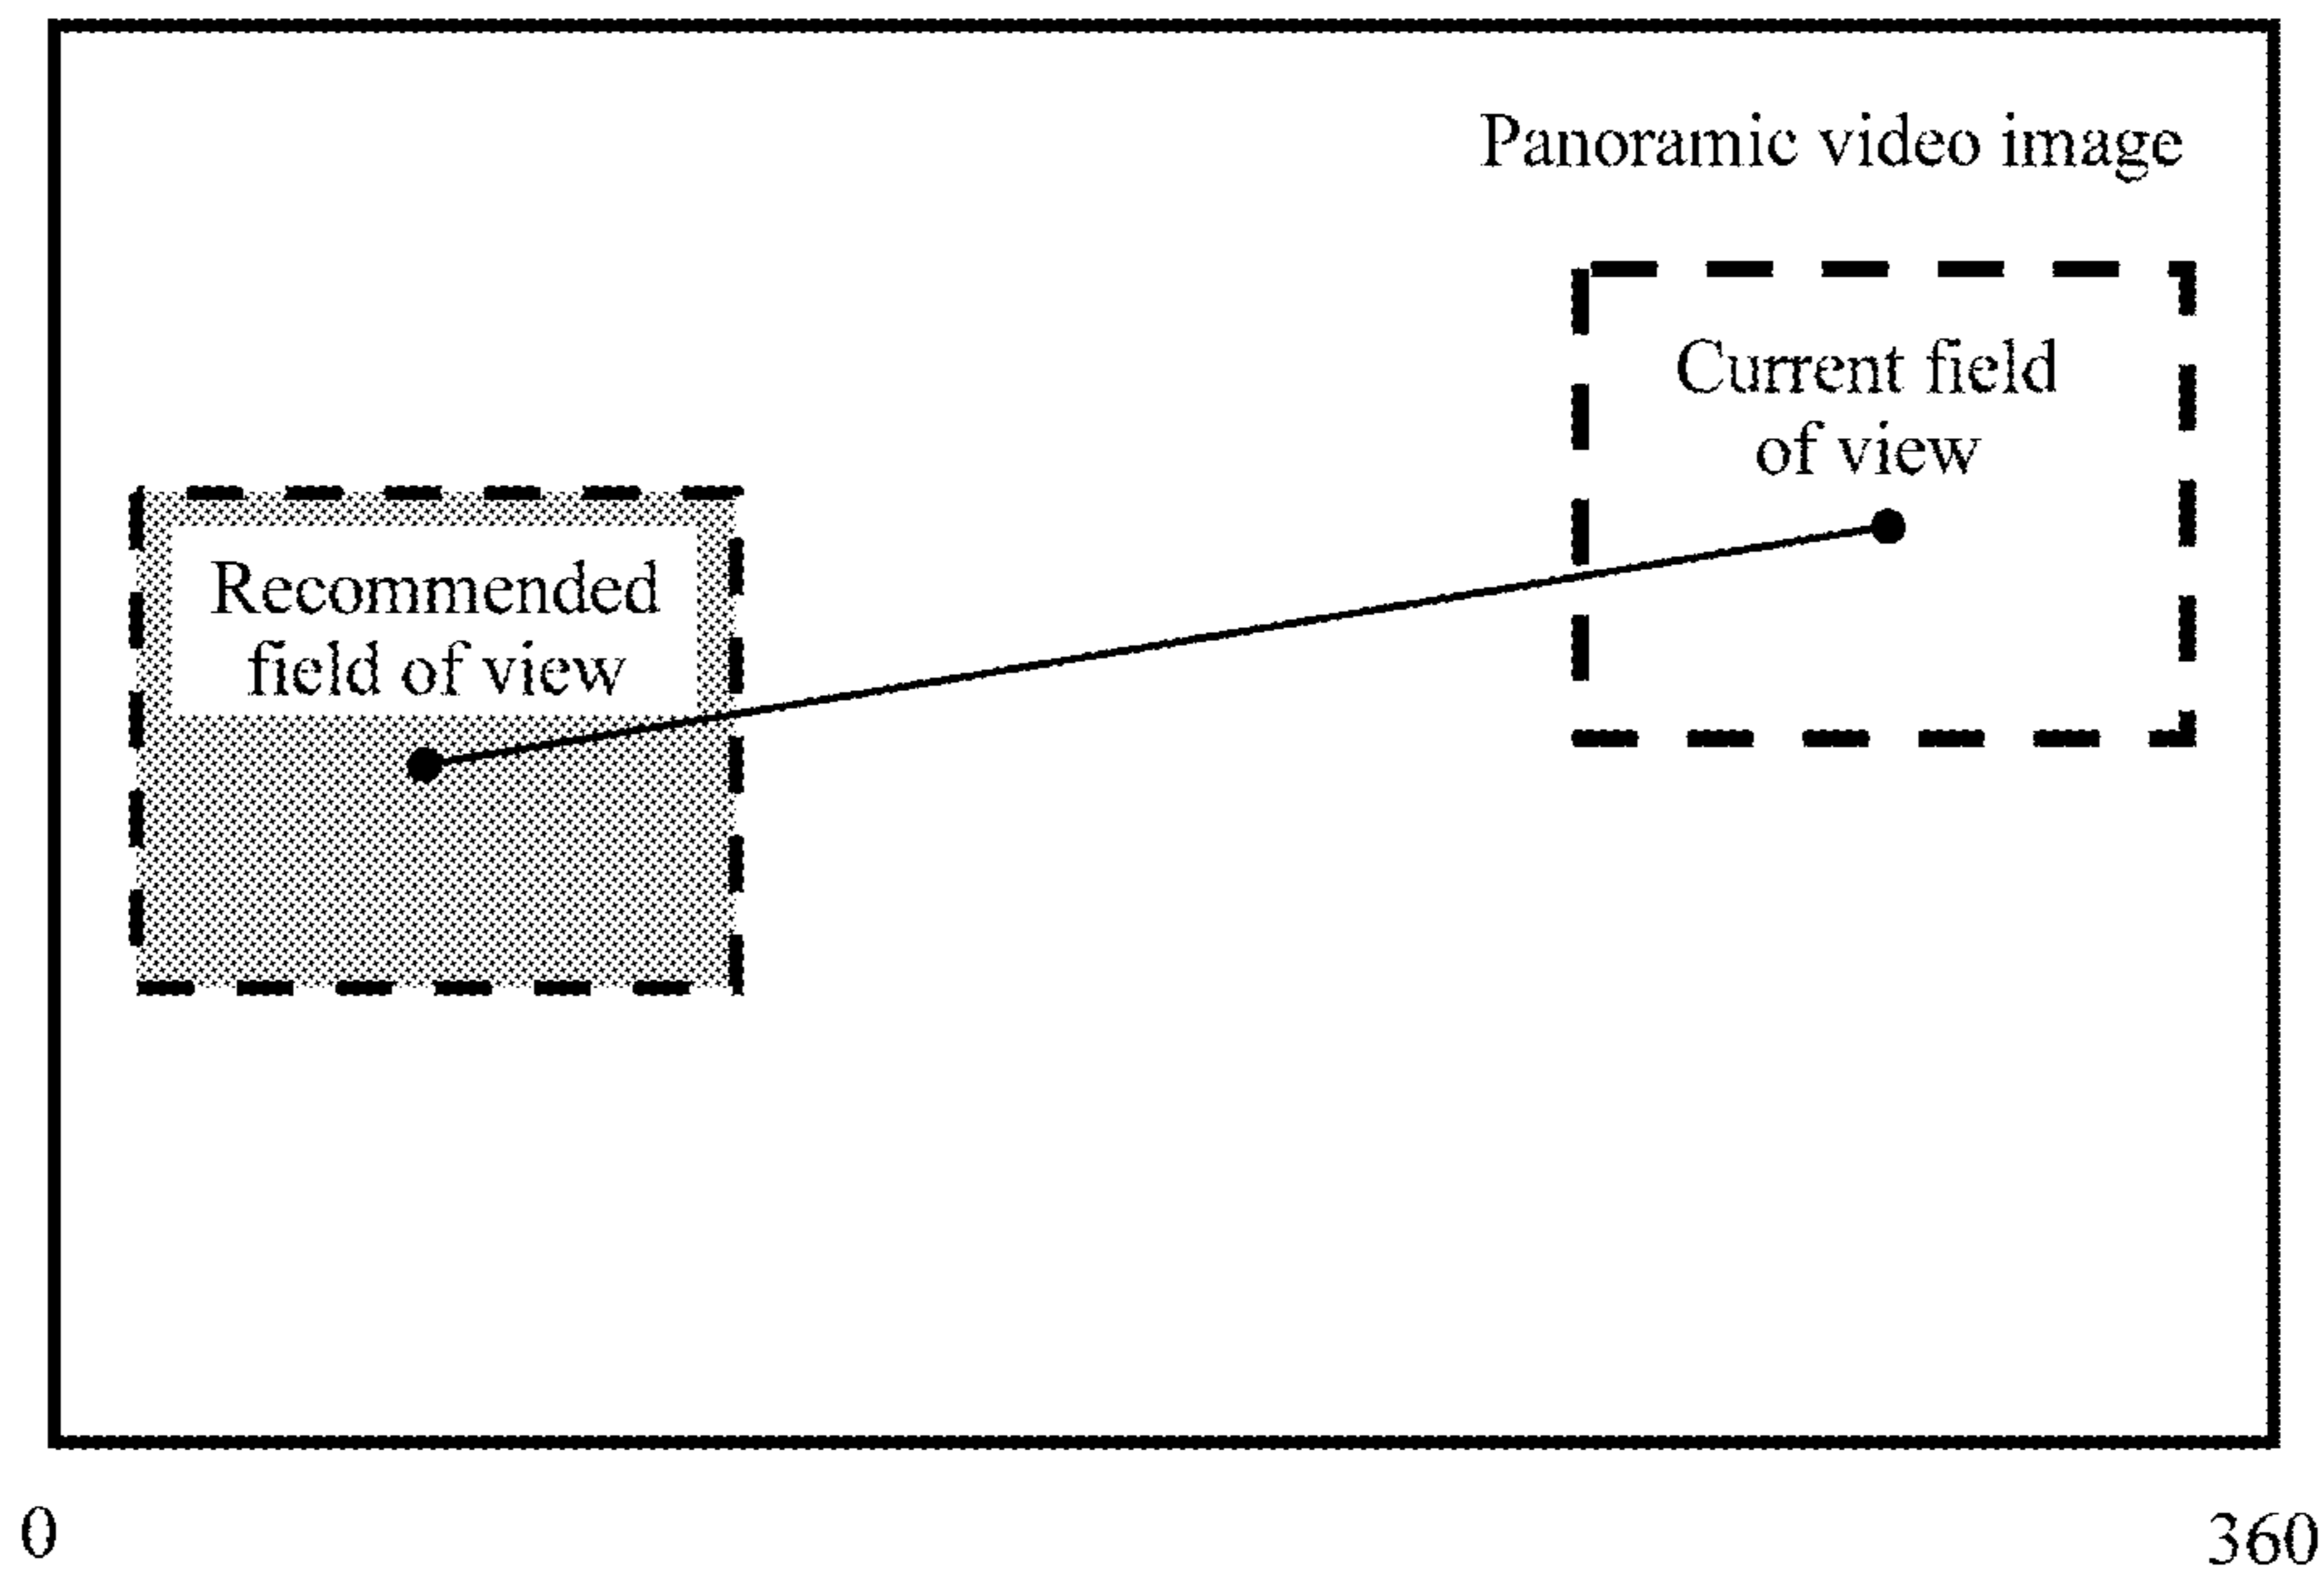 Panoramic video image
Current field
of view
Recommended
field of view
0
360